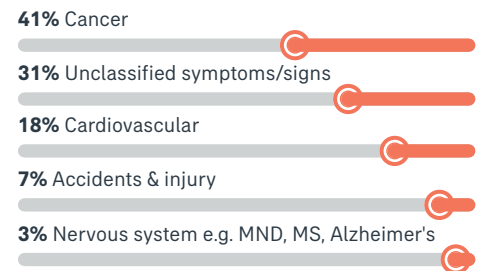 41% Cancer
31% Unclassified symptoms/signs
18% Cardiovascular
7% Accidents & injury
3% Nervous system e.g. MND, MS, Alzheimer's